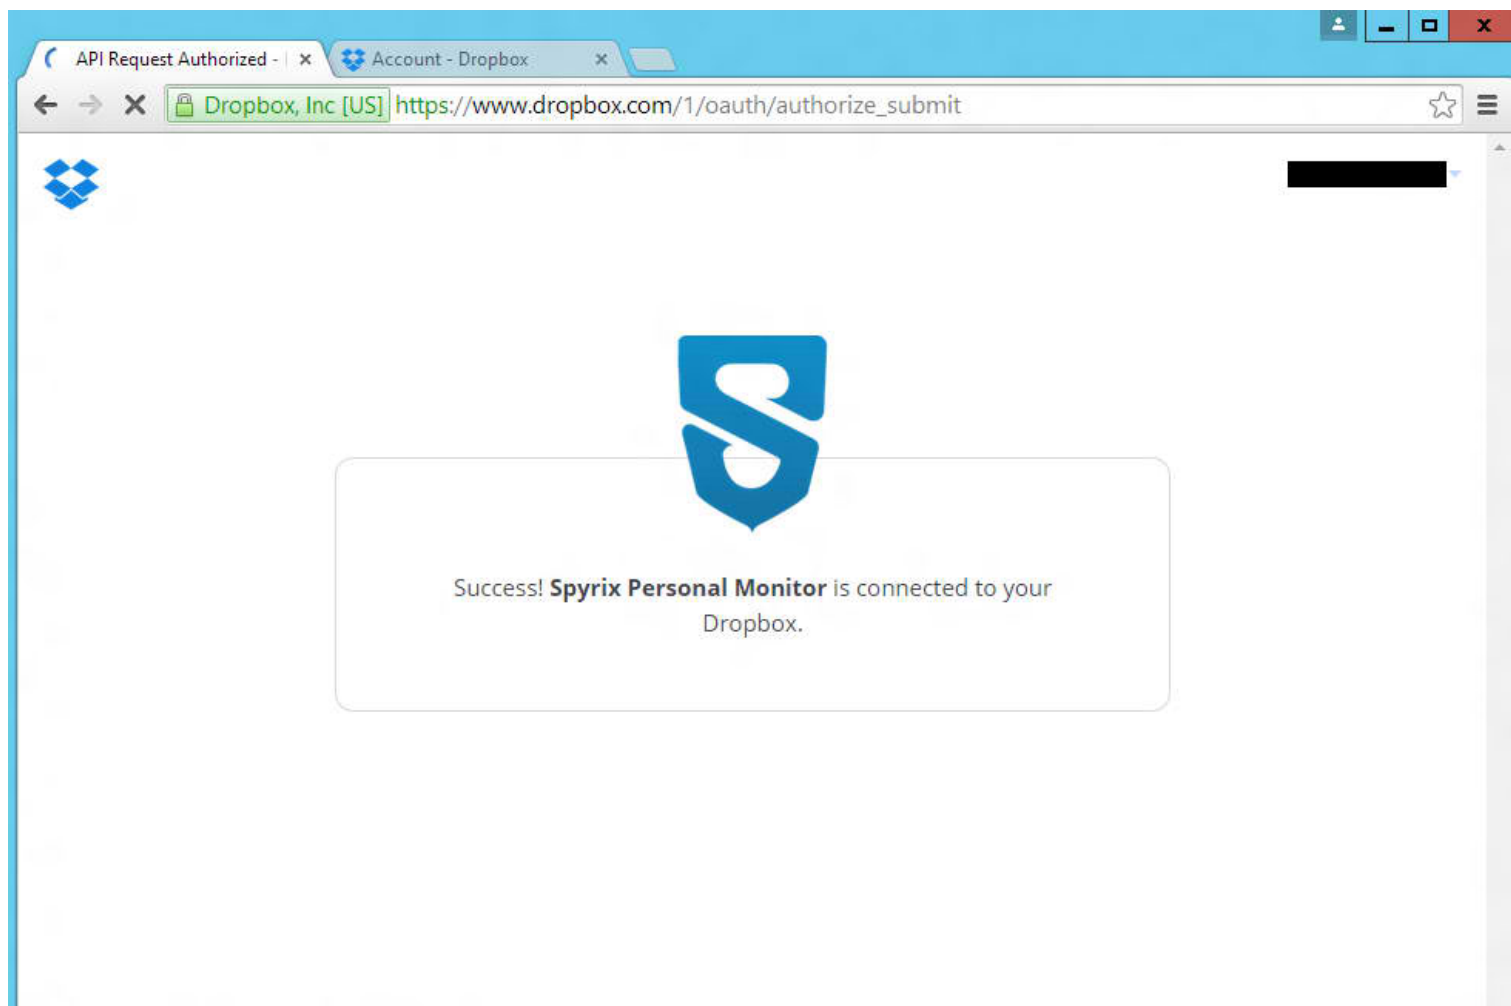 API Request Authorized -
Account - Dropbox
Dropbox, Inc [US] https://www.dropbox.com/1/oauth/authorize_submit
Success! Spyrix Personal Monitor is connected to your
Dropbox.